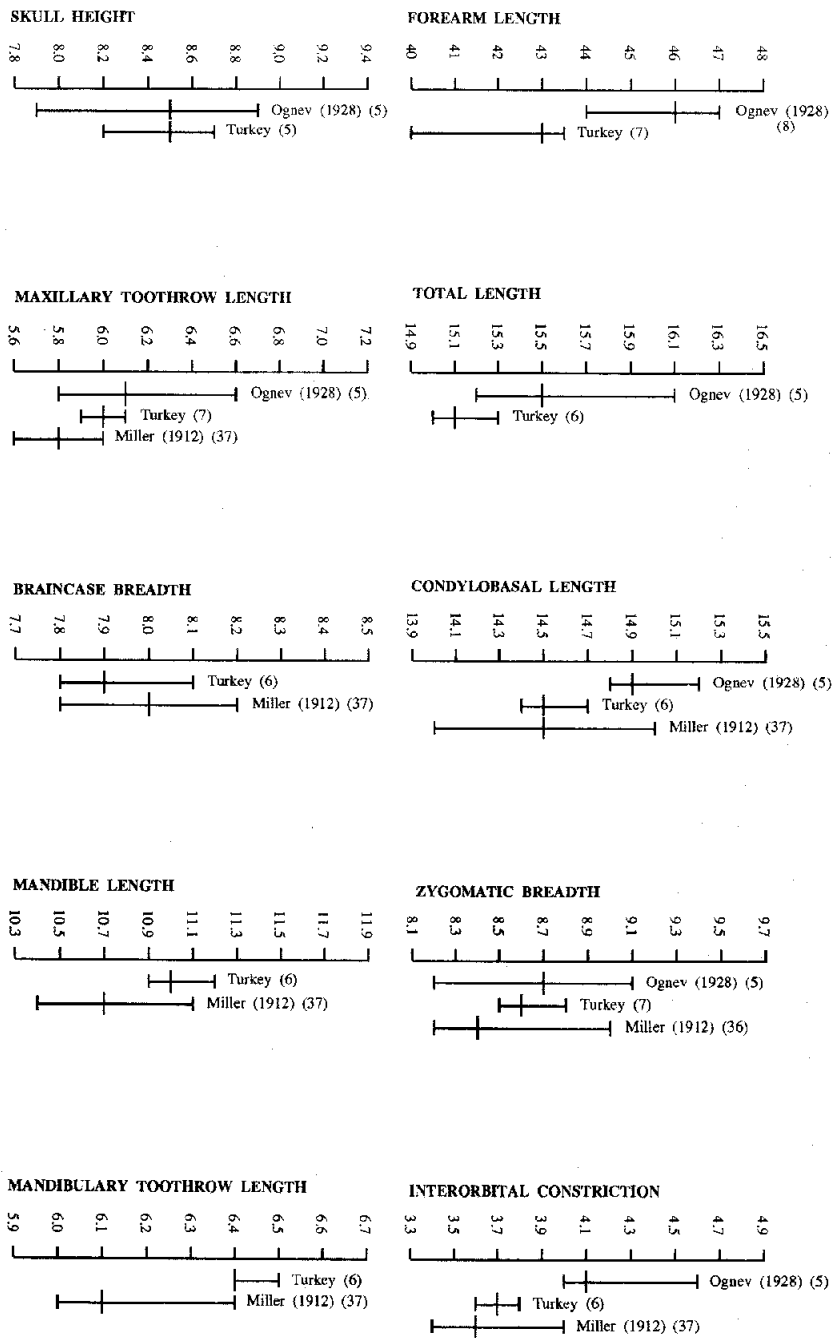 SKULL HEIGHT
7.8 8.0 8.2 8.4 8.6 8.8 9.0 9.2 9.4
Ognev (1928) (5)
Turkey (5)
FOREARM LENGTH
40 41 42 43 44 45 46 47 48
Ognev (1928)
(8)
Turkey (7)
MAXILLARY TOOTHROW LENGTH
5.6 5.8 6.0 6.2 6.4 6.6 6.8 7.0 7.2
Ognev (1928) (5)
Turkey (7)
Miller (1912) (37)
TOTAL LENGTH
14.9 15.1 15.3 15.5 15.7 15.9 16.1 16.3 16.5
Ognev (1928) (5)
Turkey (6)
BRAINCASE BREADTH
7.7 7.8 7.9 8.0 8.1 8.2 8.3 8.4 8.5
Turkey (6)
Miller (1912) (37)
CONDYLOBASAL LENGTH
13.9 14.1 14.3 14.5 14.7 14.9 15.1 15.3 15.5
Ognev (1928) (5)
Turkey (6)
Miller (1912) (37)
MANDIBLE LENGTH
10.3 10.5 10.7 10.9 11.1 11.3 11.5 11.7 11.9
Turkey (6)
Miller (1912) (37)
ZYGOMATIC BREADTH
8.1 8.3 8.5 8.7 8.9 9.1 9.3 9.5 9.7
Ognev (1928) (5)
Turkey (7)
Miller (1912) (36)
MANDIBULARY TOOTHROW LENGTH
5.9 6.0 6.1 6.2 6.3 6.4 6.5 6.6 6.7
Turkey (6)
Miller (1912) (37)
INTERORBITAL CONSTRICTION
3.3 3.5 3.7 3.9 4.1 4.3 4.5 4.7 4.9
Ognev (1928) (5)
Turkey (6)
Miller (1912) (37)